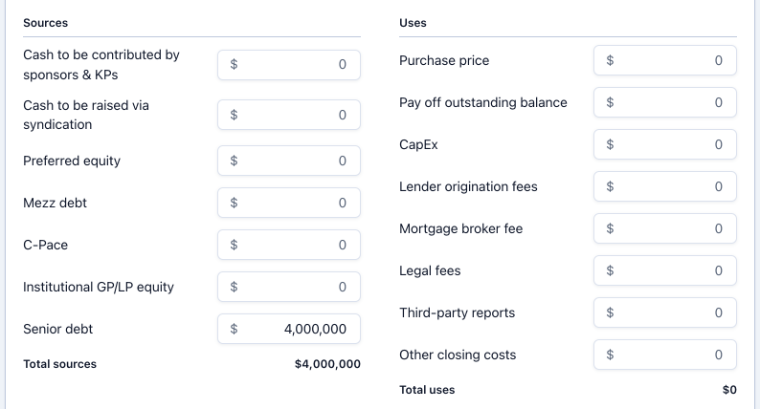 Sources
Cash to be contributed by
sponsors & KPs
$ 0
Cash to be raised via
syndication
$ 0
Preferred equity
$ 0
Mezz debt
$ 0
C-Pace
$ 0
Institutional GP/LP equity
$ 0
Senior debt
$ 4,000,000
Total sources
$4,000,000
Uses
Purchase price
$ 0
Pay off outstanding balance
$ 0
CapEx
$ 0
Lender origination fees
$ 0
Mortgage broker fee
$ 0
Legal fees
$ 0
Third-party reports
$ 0
Other closing costs
$ 0
Total uses
$0